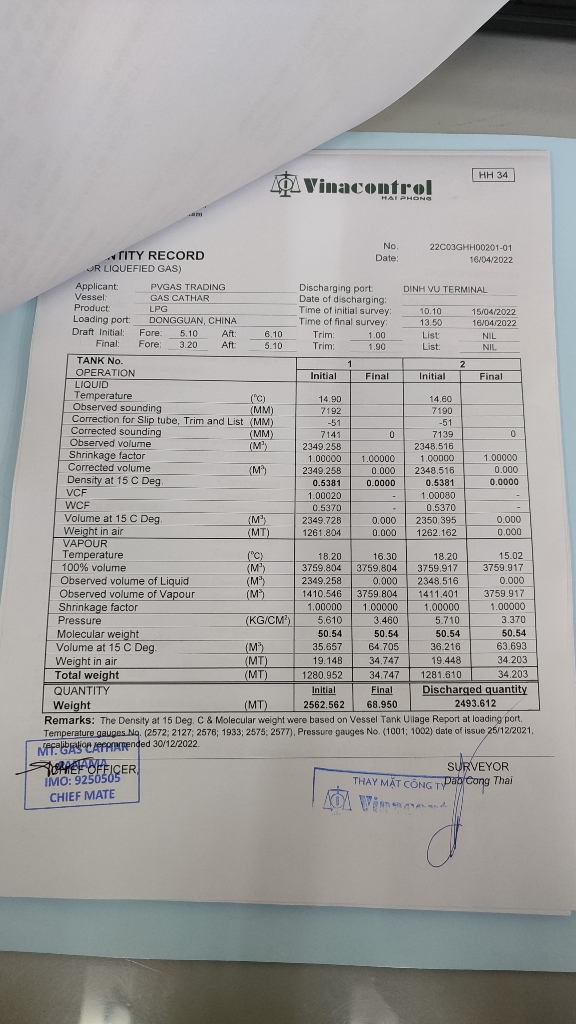 HH 34
Vinacontrol
HAI PHONG
No. 22C03GHH00201-01
NTITY RECORD
Date: 16/04/2022
OR LIQUEFIED GAS)
Applicant: PVGAS TRADING Discharging port: DINH VU TERMINAL
Vessel: GAS CATHAR Date of discharging:
Product: LPG Time of initial survey: 10.10 15/04/2022
Loading port: DONGGUAN, CHINA Time of final survey: 13.50 16/04/2022
Draft Initial: Fore: 5.10 Aft: 6.10 Trim: 1.00 List: NIL
Final: Fore: 3.20 Aft: 5.10 Trim: 1.90 List: NIL
TANK No. 1 2
OPERATION Initial Final Initial Final
LIQUID
Temperature (°C) 14.90 14.60
Observed sounding (MM) 7192 7190
Correction for Slip tube, Trim and List (MM) -51 -51
Corrected sounding (MM) 7141 0 7139 0
Observed volume (M³) 2349.258 2348.516
Shrinkage factor 1.00000 1.00000 1.00000 1.00000
Corrected volume (M³) 2349.258 0.000 2348.516 0.000
Density at 15 C Deg. 0.5381 0.0000 0.5381 0.0000
VCF 1.00020 - 1.00080 -
WCF 0.5370 - 0.5370 -
Volume at 15 C Deg. (M³) 2349.728 0.000 2350.395 0.000
Weight in air (MT) 1261.804 0.000 1262.162 0.000
VAPOUR
Temperature (°C) 18.20 16.30 18.20 15.02
100% volume (M³) 3759.804 3759.804 3759.917 3759.917
Observed volume of Liquid (M³) 2349.258 0.000 2348.516 0.000
Observed volume of Vapour (M³) 1410.546 3759.804 1411.401 3759.917
Shrinkage factor 1.00000 1.00000 1.00000 1.00000
Pressure (KG/CM²) 5.610 3.460 5.710 3.370
Molecular weight 50.54 50.54 50.54 50.54
Volume at 15 C Deg. (M³) 35.657 64.705 36.216 63.693
Weight in air (MT) 19.148 34.747 19.448 34.203
Total weight (MT) 1280.952 34.747 1281.610 34.203
QUANTITY Initial Final Discharged quantity
Weight (MT) 2562.562 68.950 2493.612
Remarks: The Density at 15 Deg. C & Molecular weight were based on Vessel Tank Ullage Report at loading port.
Temperature gauges No. (2572; 2127; 2576; 1933; 2575; 2577), Pressure gauges No. (1001; 1002) date of issue 25/12/2021,
recalibration recommended 30/12/2022.
MT. GAS CATHAR
PANAMA
CHIEF OFFICER
IMO: 9250505
CHIEF MATE
SURVEYOR
Dao Cong Thai
THAY MẶT CÔNG TY